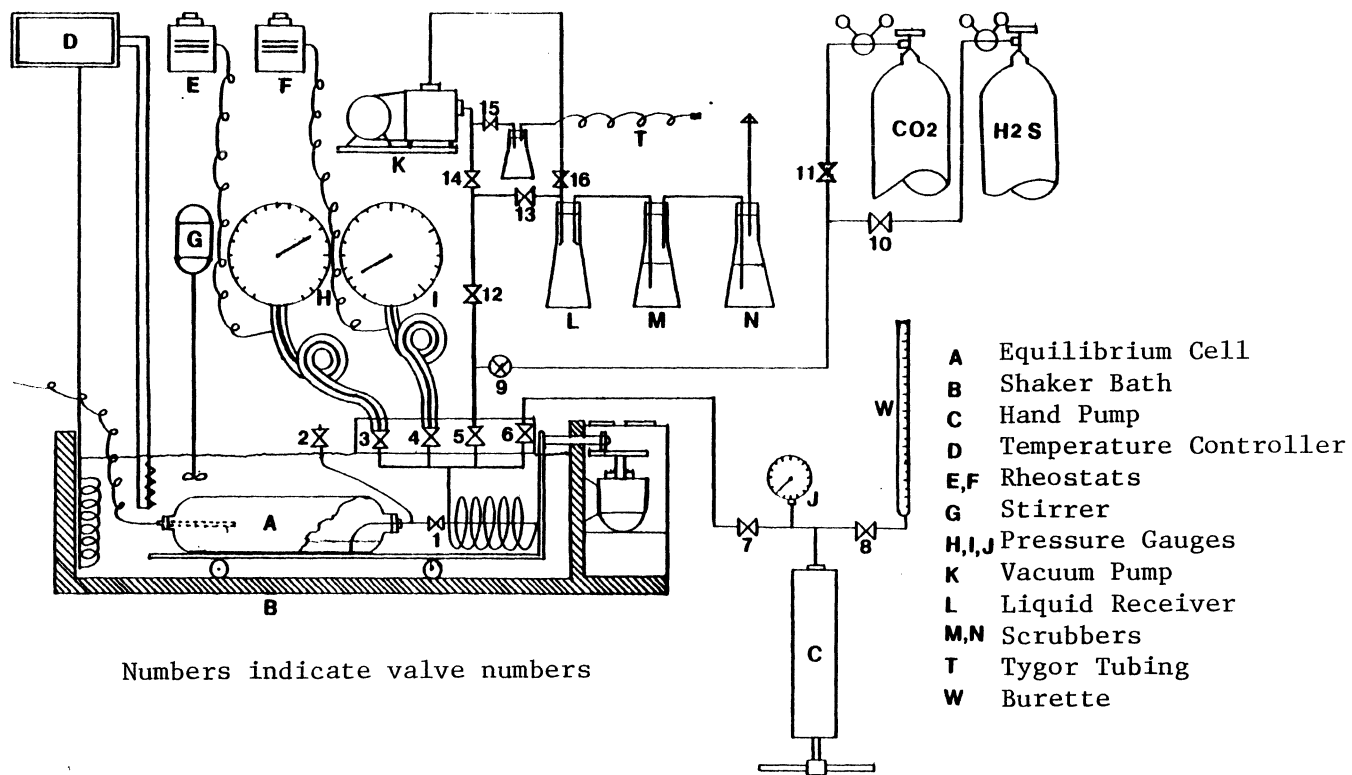 D
E
F
K
15
T
CO2
H2S
14
16
13
11
10
G
H
I
12
L
M
N
9
W
2
3
4
5
6
J
A
1
7
8
B
C
Numbers indicate valve numbers
A Equilibrium Cell
B Shaker Bath
C Hand Pump
D Temperature Controller
E,F Rheostats
G Stirrer
H,I,J Pressure Gauges
K Vacuum Pump
L Liquid Receiver
M,N Scrubbers
T Tygor Tubing
W Burette